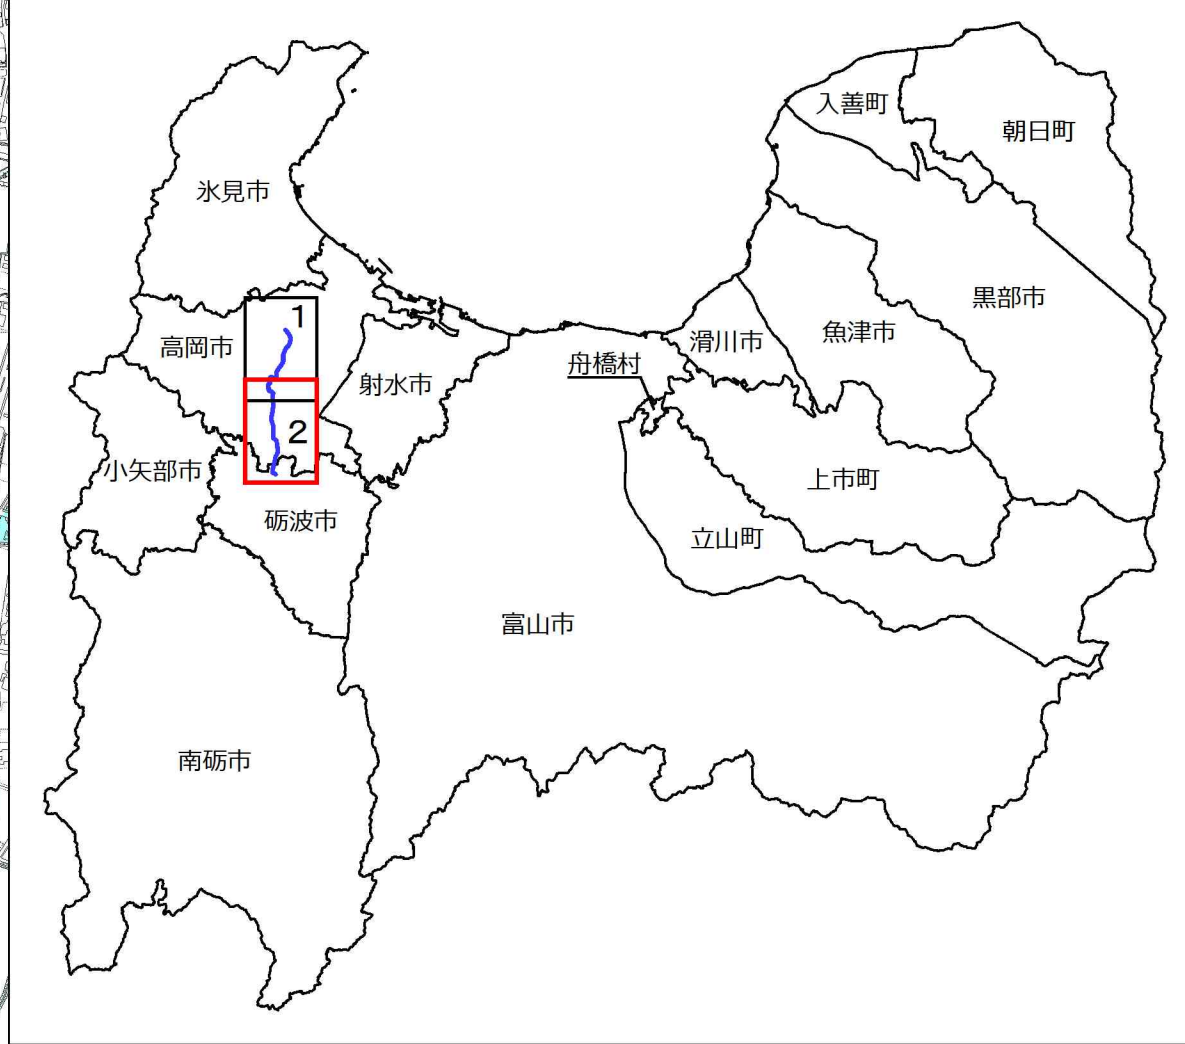 入善町
朝日町
氷見市
黒部市
1
高岡市
魚津市
滑川市
舟橋村
射水市
2
小矢部市
上市町
砺波市
立山町
富山市
南砺市